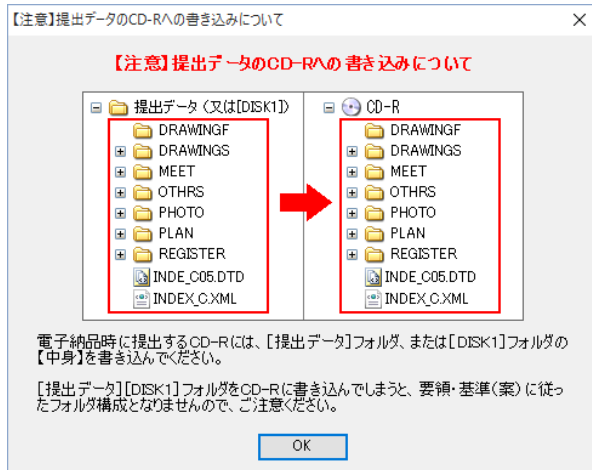 【注意】提出データのCD-Rへの書き込みについて
【注意】提出データのCD-Rへの書き込みについて
提出データ（又は[DISK1]）
DRAWINGF
DRAWINGS
MEET
OTHRS
PHOTO
PLAN
REGISTER
INDE_C05.DTD
INDEX_C.XML
CD-R
DRAWINGF
DRAWINGS
MEET
OTHRS
PHOTO
PLAN
REGISTER
INDE_C05.DTD
INDEX_C.XML
電子納品時に提出するCD-Rには、[提出データ]フォルダ、または[DISK1]フォルダの
【中身】を書き込んでください。
[提出データ][DISK1]フォルダをCD-Rに書き込んでしまうと、要領・基準（案）に従っ
たフォルダ構成となりませんので、ご注意ください。
OK